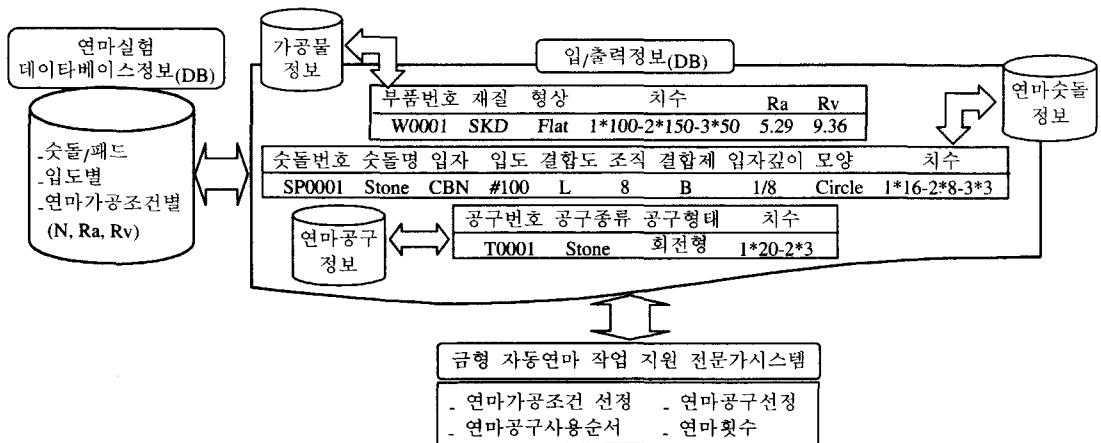 연마실험
데이타베이스정보(DB)
-숫돌/패드
-입도별
-연마가공조건별
(N, Ra, Rv)
가공물
정보
입/출력정보(DB)
부품번호 재질 형상 치수 Ra Rv
W0001 SKD Flat 1*100-2*150-3*50 5.29 9.36
연마숫돌
정보
숫돌번호 숫돌명 입자 입도 결합도 조직 결합제 입자깊이 모양 치수
SP0001 Stone CBN #100 L 8 B 1/8 Circle 1*16-2*8-3*3
연마공구
정보
공구번호 공구종류 공구형태 치수
T0001 Stone 회전형 1*20-2*3
금형 자동연마 작업 지원 전문가시스템
- 연마가공조건 선정 - 연마공구선정
- 연마공구사용순서 - 연마횟수